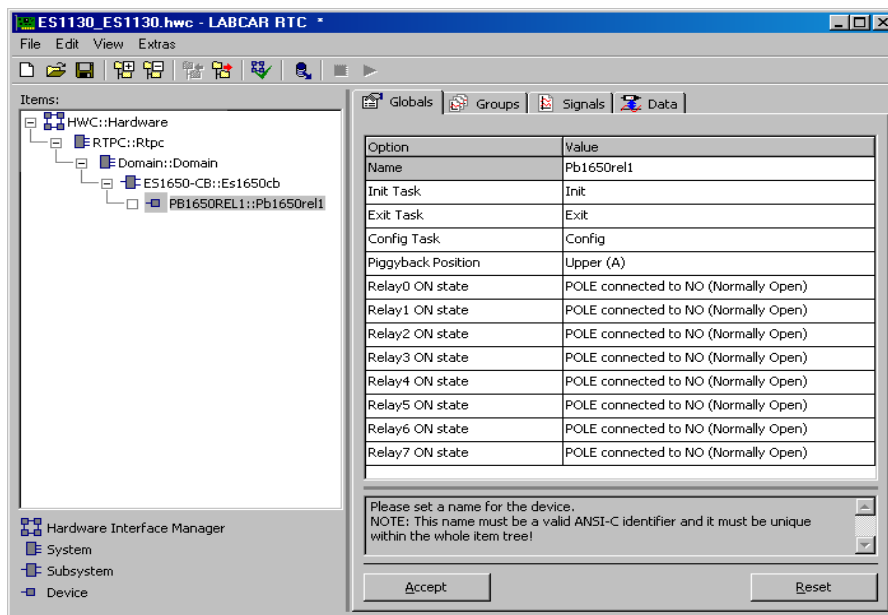 ES1130_ES1130.hwc - LABCAR RTC *
File Edit View Extras
Items:
HWC::Hardware
RTPC::Rtpc
Domain::Domain
ES1650-CB::Es1650cb
PB1650REL1::Pb1650rel1
Hardware Interface Manager
System
Subsystem
Device
Globals Groups Signals Data
Option Value
Name Pb1650rel1
Init Task Init
Exit Task Exit
Config Task Config
Piggyback Position Upper (A)
Relay0 ON state POLE connected to NO (Normally Open)
Relay1 ON state POLE connected to NO (Normally Open)
Relay2 ON state POLE connected to NO (Normally Open)
Relay3 ON state POLE connected to NO (Normally Open)
Relay4 ON state POLE connected to NO (Normally Open)
Relay5 ON state POLE connected to NO (Normally Open)
Relay6 ON state POLE connected to NO (Normally Open)
Relay7 ON state POLE connected to NO (Normally Open)
Please set a name for the device.
NOTE: This name must be a valid ANSI-C identifier and it must be unique
within the whole item tree!
Accept Reset